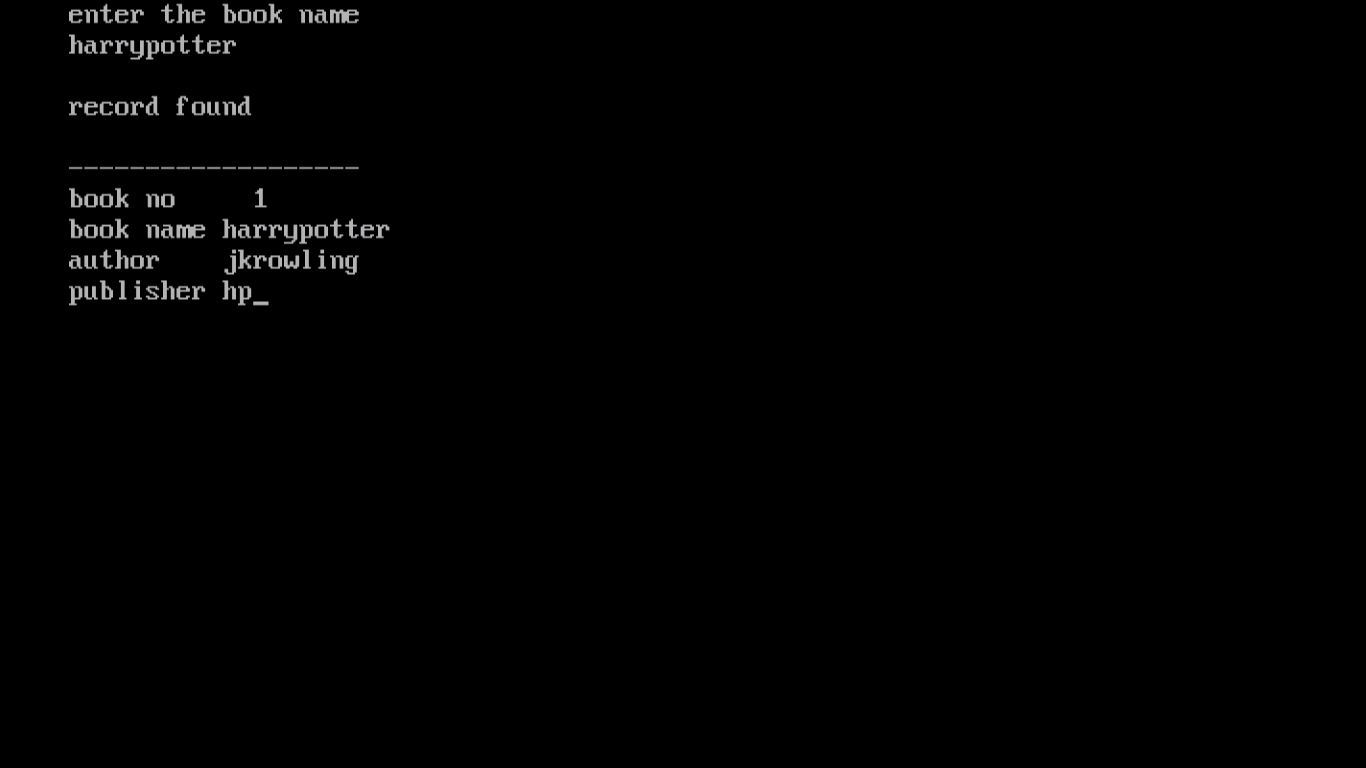 enter the book name
harrypotter
record found
-------------------
book no     1
book name harrypotter
author    jkrowling
publisher hp_